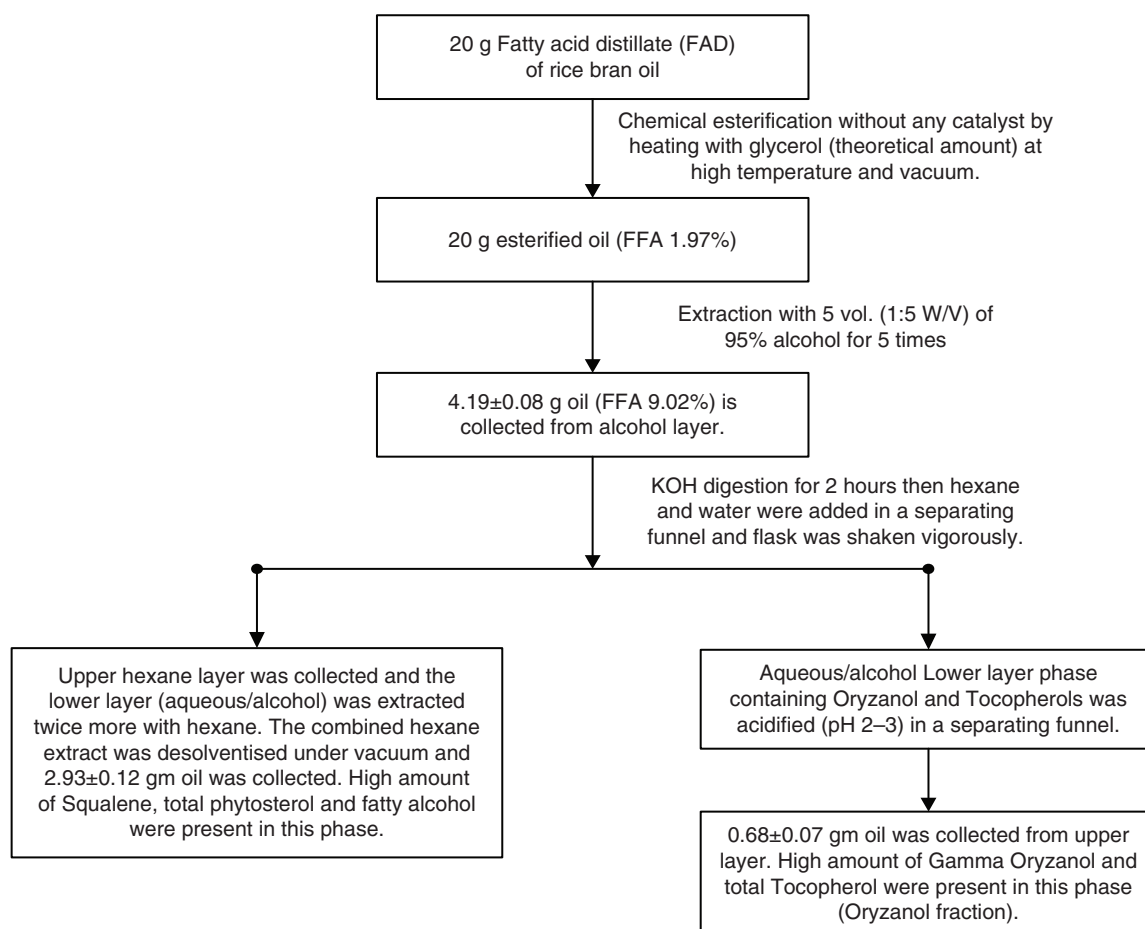 20 g Fatty acid distillate (FAD)
of rice bran oil
Chemical esterification without any catalyst by
heating with glycerol (theoretical amount) at
high temperature and vacuum.
20 g esterified oil (FFA 1.97%)
Extraction with 5 vol. (1:5 W/V) of
95% alcohol for 5 times
4.19±0.08 g oil (FFA 9.02%) is
collected from alcohol layer.
KOH digestion for 2 hours then hexane
and water were added in a separating
funnel and flask was shaken vigorously.
Upper hexane layer was collected and the
lower layer (aqueous/alcohol) was extracted
twice more with hexane. The combined hexane
extract was desolventised under vacuum and
2.93±0.12 gm oil was collected. High amount
of Squalene, total phytosterol and fatty alcohol
were present in this phase.
Aqueous/alcohol Lower layer phase
containing Oryzanol and Tocopherols was
acidified (pH 2–3) in a separating funnel.
0.68±0.07 gm oil was collected from upper
layer. High amount of Gamma Oryzanol and
total Tocopherol were present in this phase
(Oryzanol fraction).